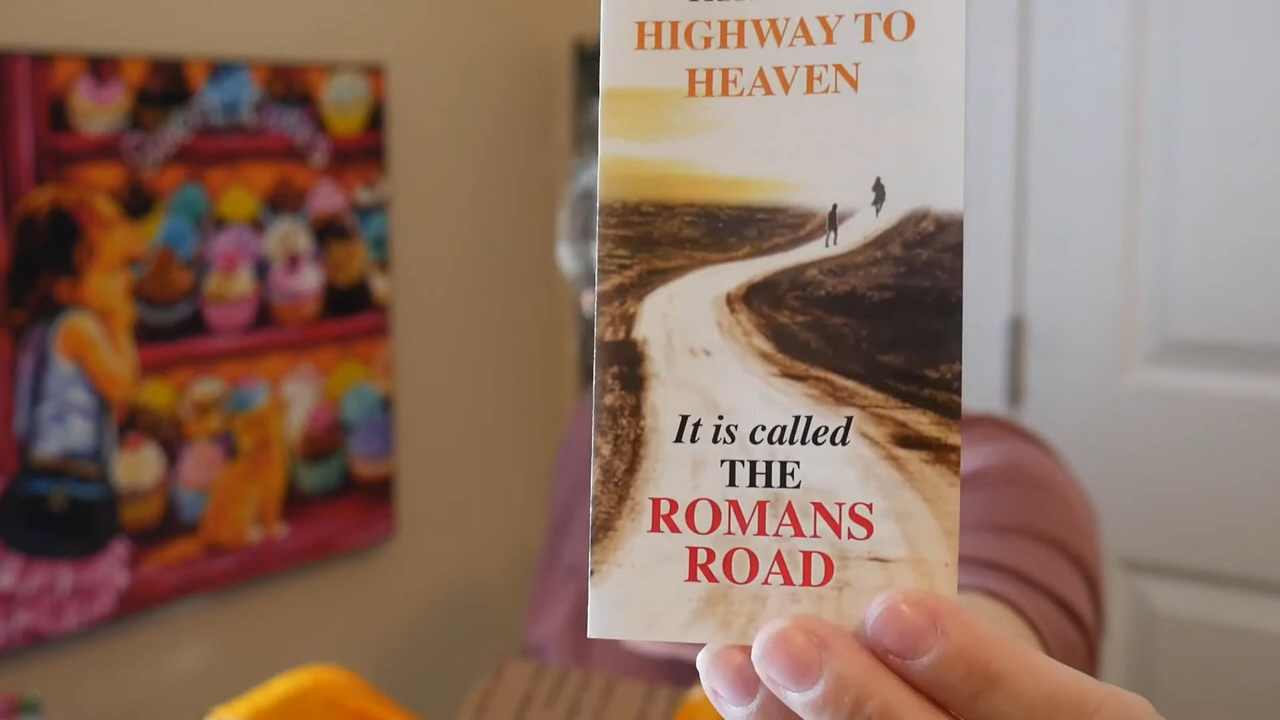 HIGHWAY TO
HEAVEN
It is called
THE
ROMANS
ROAD